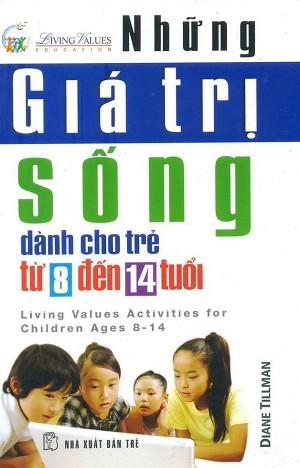 LIVING VALUES
EDUCATION
Những
Giá trị
sống
dành cho trẻ
từ 8 đến 14 tuổi
Living Values Activities for
Children Ages 8-14
DIANE TILLMAN
NHÀ XUẤT BẢN TRẺ